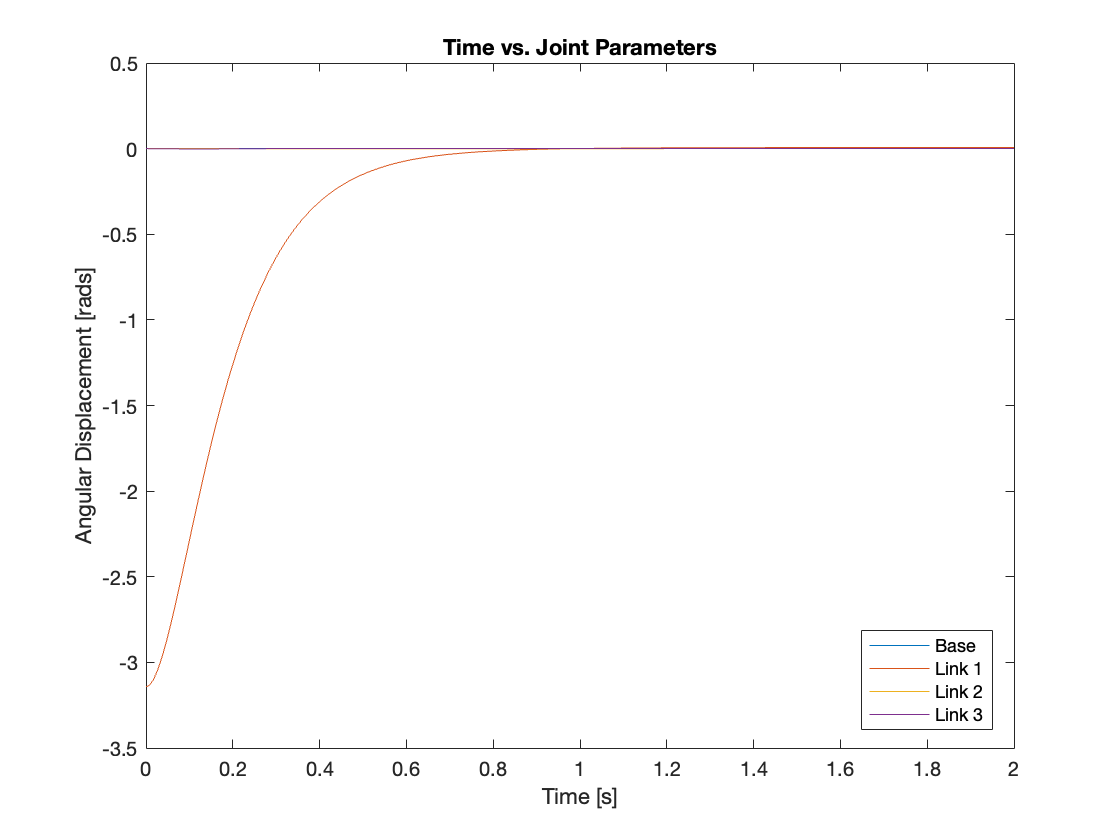 Time vs. Joint Parameters
0.5
0
-0.5
-1
-1.5
-2
-2.5
-3
-3.5
Angular Displacement [rads]
Base
Link 1
Link 2
Link 3
0 0.2 0.4 0.6 0.8 1 1.2 1.4 1.6 1.8 2
Time [s]